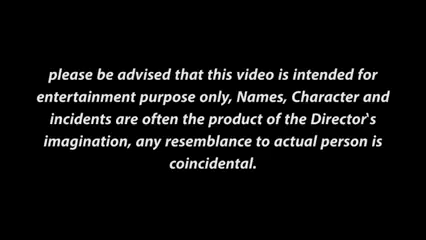 please be advised that this video is intended for
entertainment purpose only, Names, Character and
incidents are often the product of the Director`s
imagination, any resemblance to actual person is
coincidental.